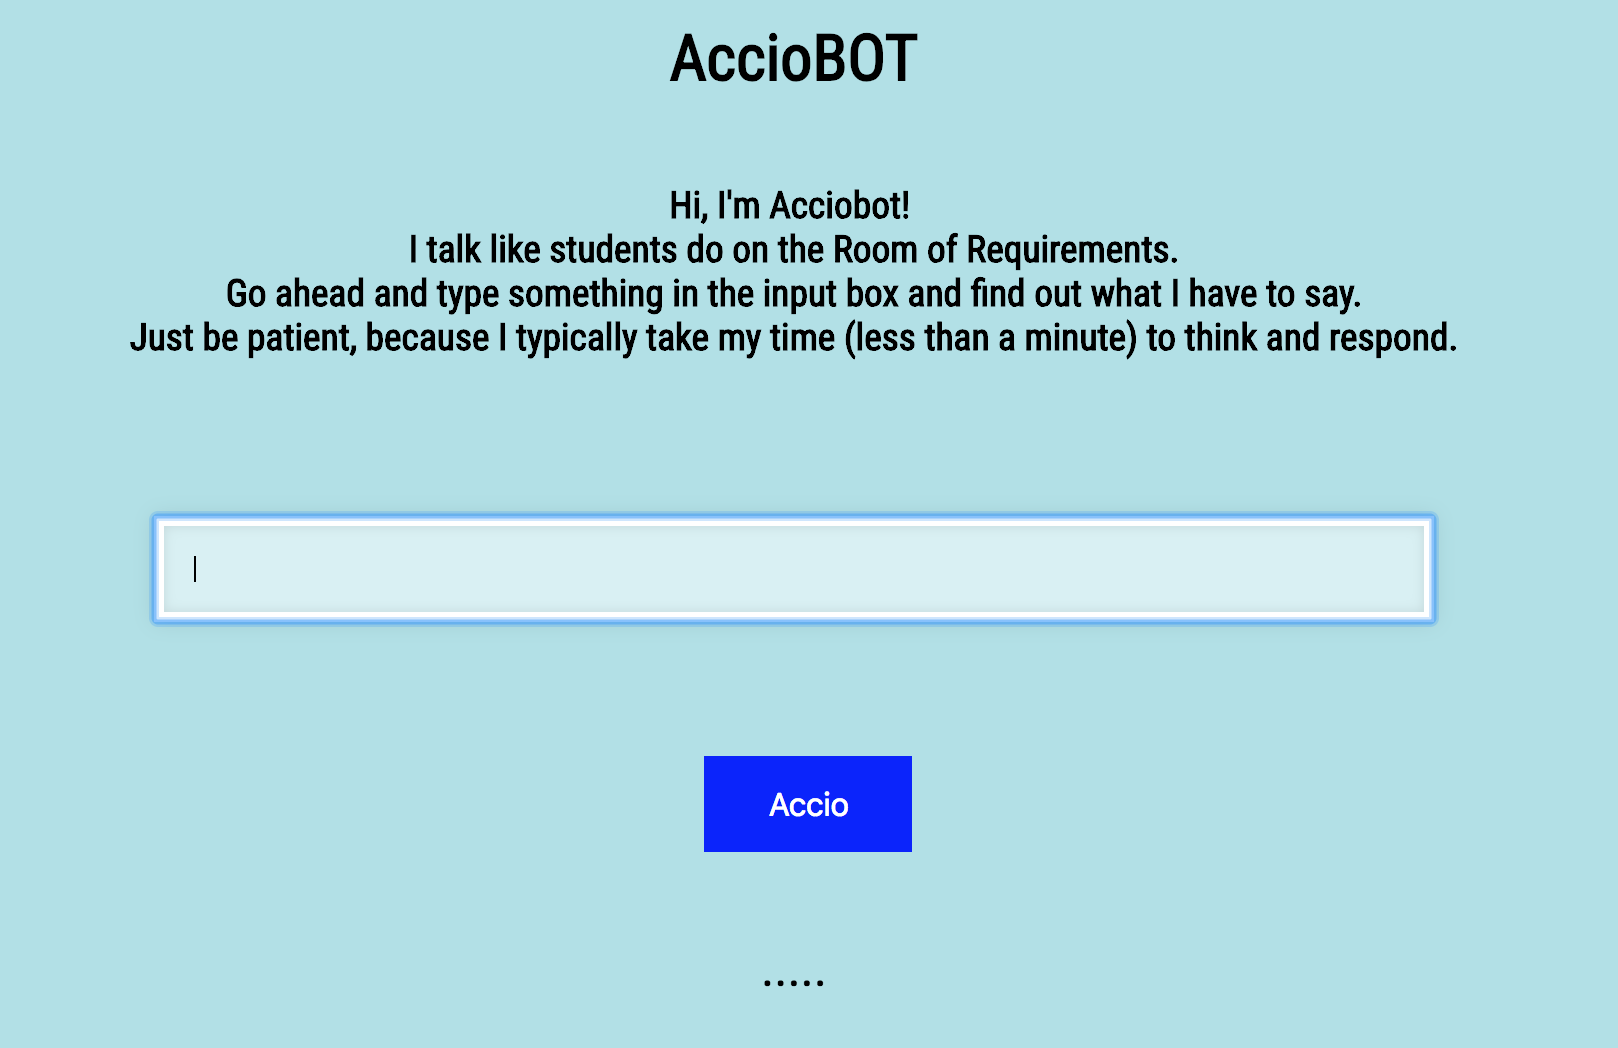 AccioBOT
Hi, I'm Acciobot!
I talk like students do on the Room of Requirements.
Go ahead and type something in the input box and find out what I have to say.
Just be patient, because I typically take my time (less than a minute) to think and respond.
Accio
.....